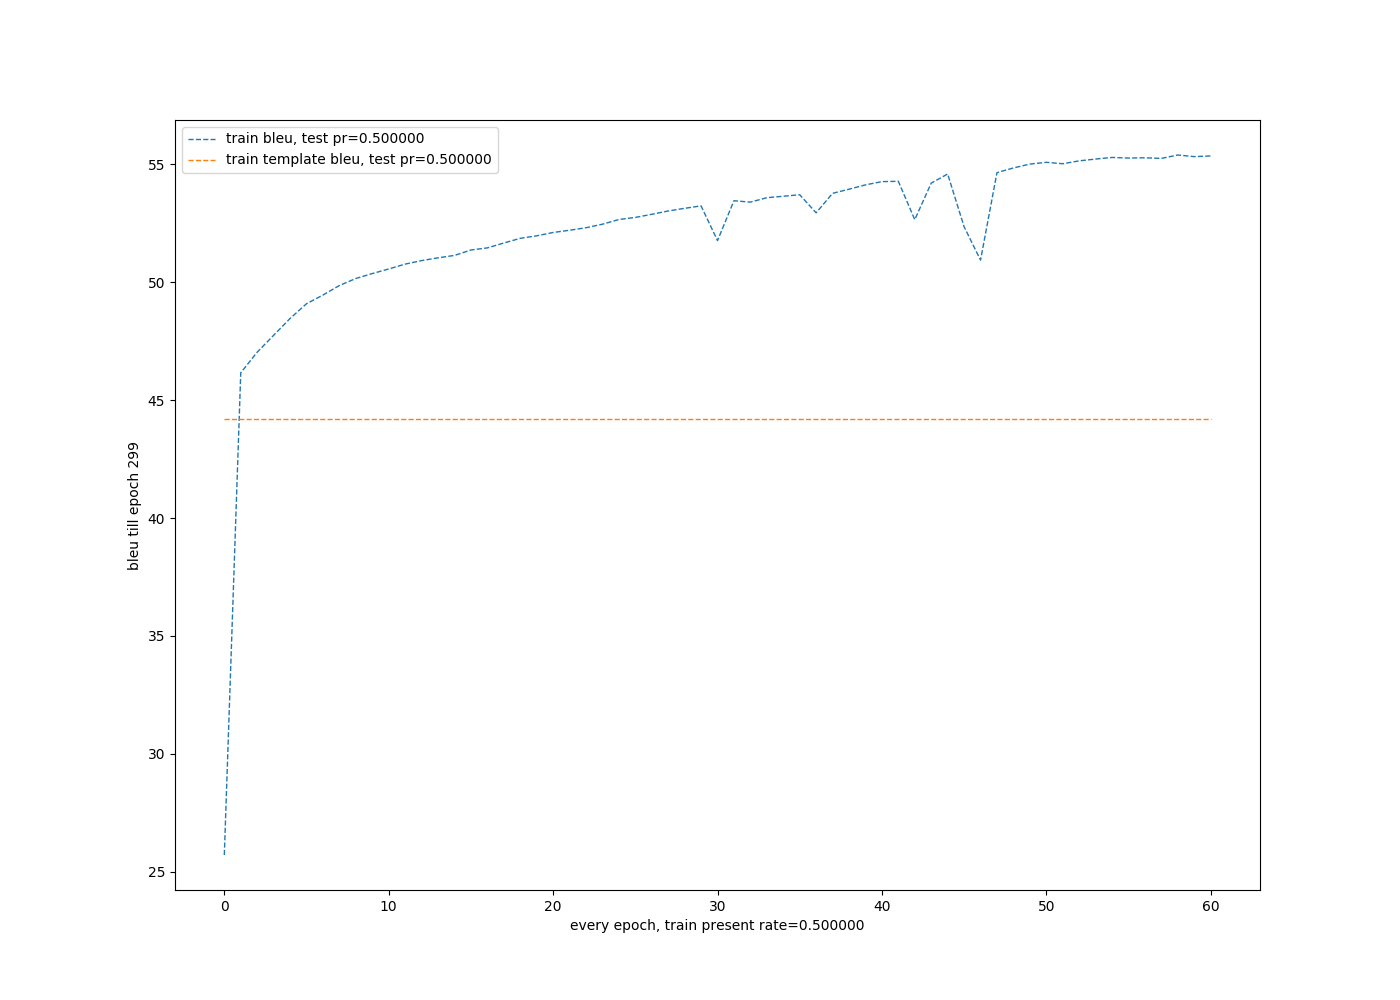 train bleu, test pr=0.500000
train template bleu, test pr=0.500000
55
50
45
40
35
30
25
bleu till epoch 299
0 10 20 30 40 50 60
every epoch, train present rate=0.500000